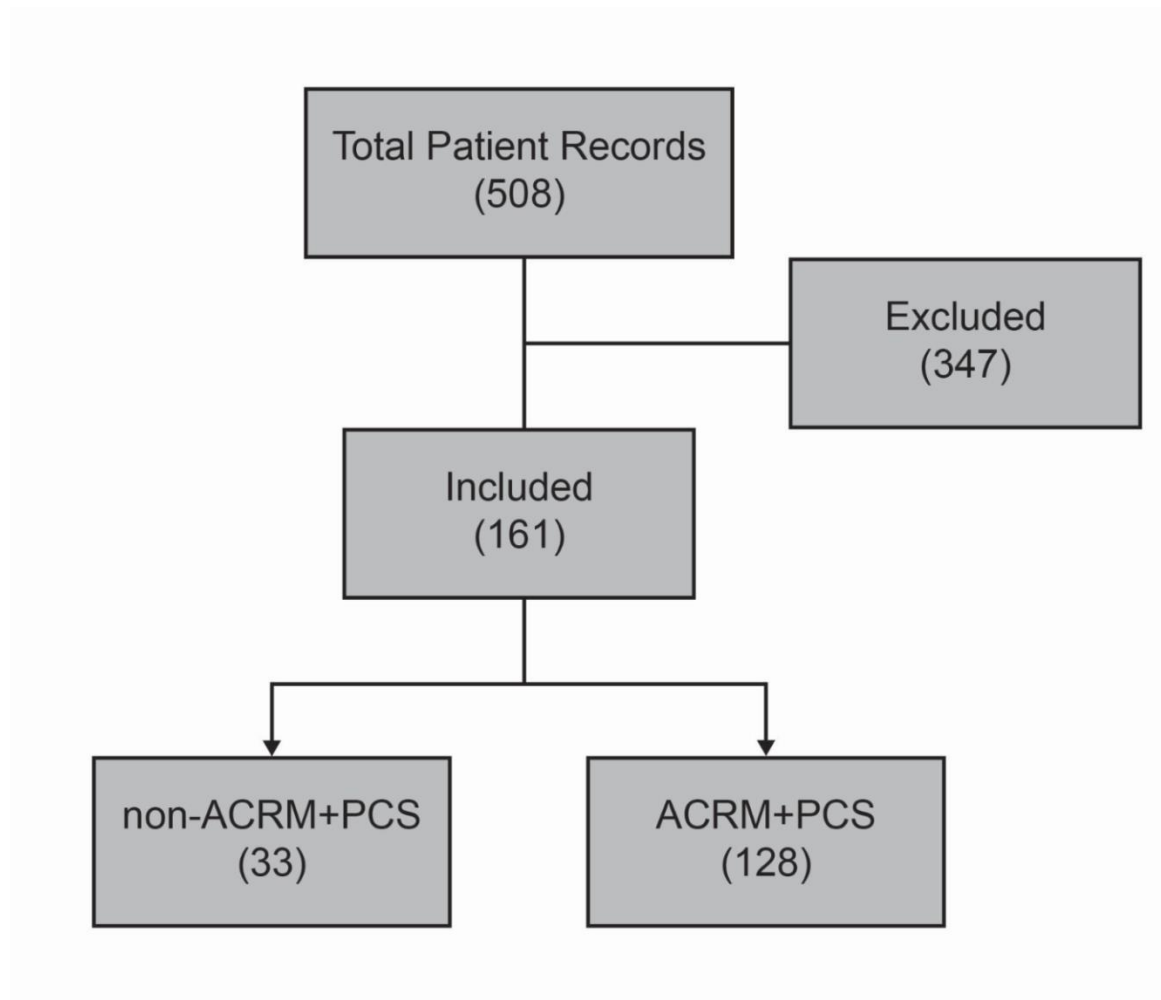 Total Patient Records
(508)
Excluded
(347)
Included
(161)
non-ACRM+PCS
(33)
ACRM+PCS
(128)